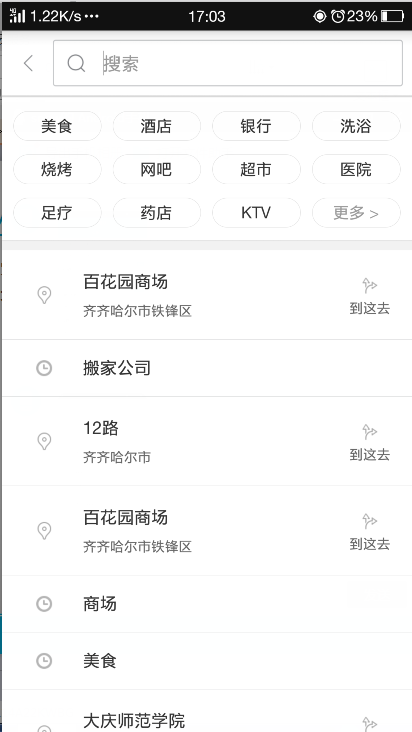 1.22K/s ••• 17:03 23%
搜索
美食 酒店 银行 洗浴
烧烤 网吧 超市 医院
足疗 药店 KTV 更多 >
百花园商场
齐齐哈尔市铁锋区 到这去
搬家公司
12路
齐齐哈尔市 到这去
百花园商场
齐齐哈尔市铁锋区 到这去
商场
美食
大庆师范学院